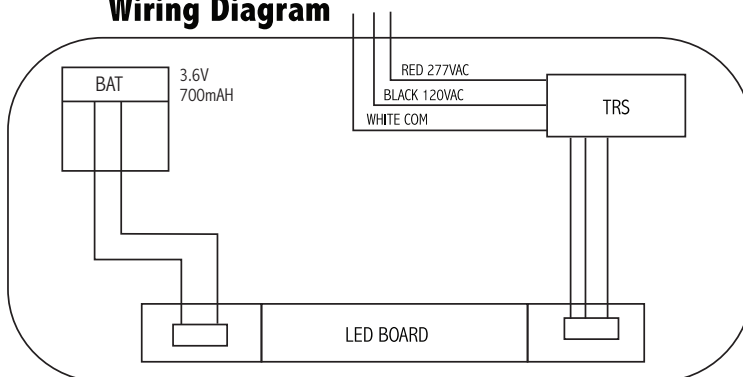 Wiring Diagram
BAT
3.6V
700mAH
RED 277VAC
BLACK 120VAC
WHITE COM
TRS
LED BOARD